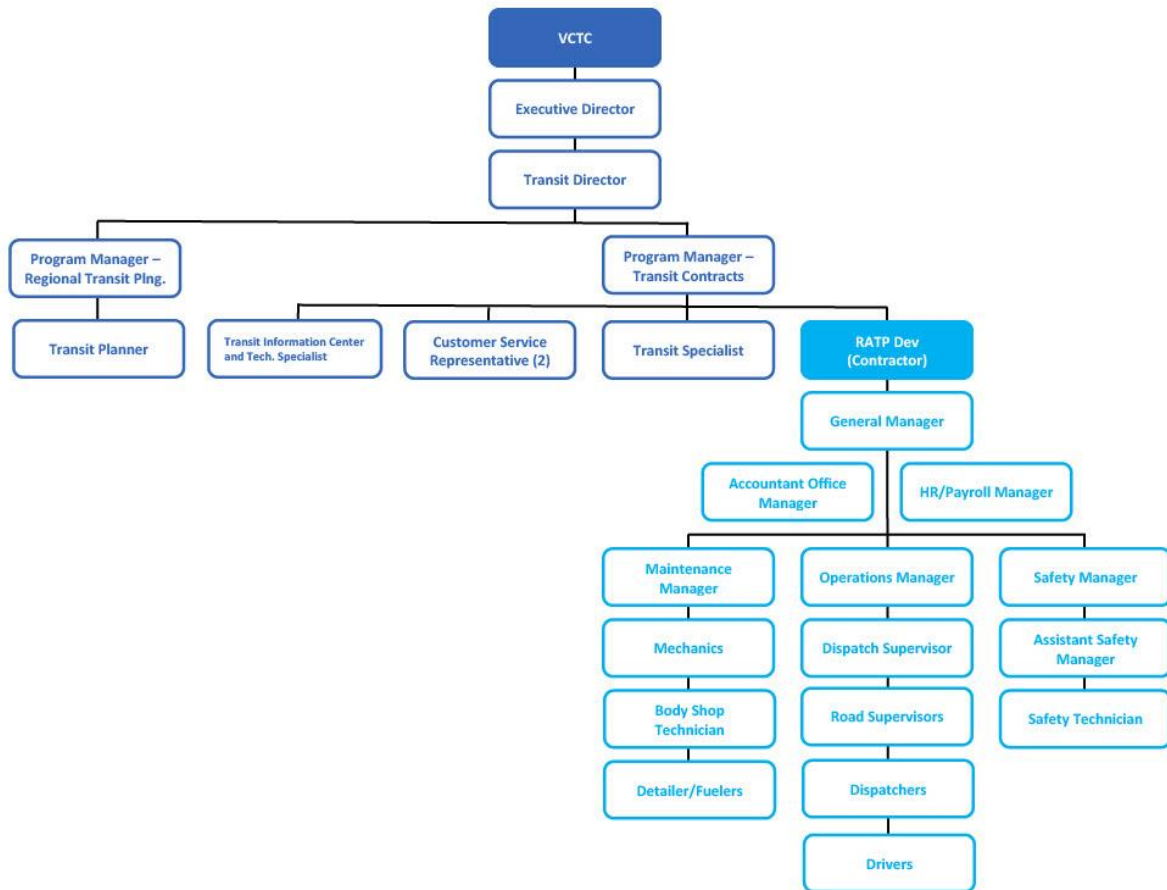 VCTC
Executive Director
Transit Director
Program Manager –
Regional Transit Plng.
Program Manager –
Transit Contracts
Transit Planner
Transit Information Center
and Tech. Specialist
Customer Service
Representative (2)
Transit Specialist
RATP Dev
(Contractor)
General Manager
Accountant Office
Manager
HR/Payroll Manager
Maintenance
Manager
Operations Manager
Safety Manager
Mechanics
Dispatch Supervisor
Assistant Safety
Manager
Body Shop
Technician
Road Supervisors
Safety Technician
Detailer/Fuelers
Dispatchers
Drivers